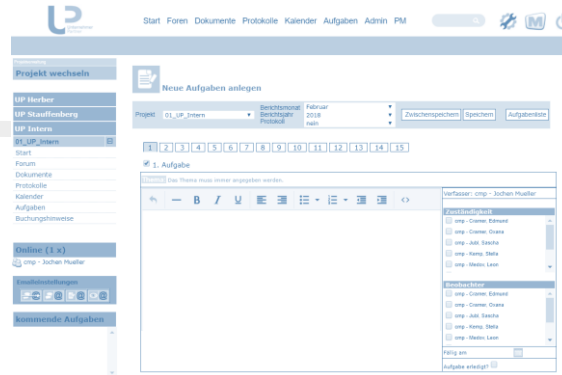 UP
Start Foren Dokumente Protokolle Kalender Aufgaben Admin PM
Projekt wechseln
UP Herber
UP Stauffenberg
UP Intern
01_UP_Intern
Start
Forum
Dokumente
Protokolle
Kalender
Aufgaben
Buchungshinweise
Online (1 x)
cmp - Jochen Mueller
Emaileinstellungen
kommende Aufgaben
Neue Aufgaben anlegen
Projekt 01_UP_Intern
Berichtsmonat Februar
Berichtsjahr 2018
Protokoll nein
Zwischenspeichern Speichern Aufgabenliste
1 2 3 4 5 6 7 8 9 10 11 12 13 14 15
1. Aufgabe
Thema Das Thema muss immer angegeben werden.
B I U
Verfasser: cmp - Jochen Mueller
Zuständigkeit
cmp - Cramer, Edmund
cmp - Cramer, Oxana
cmp - Jubl, Sascha
cmp - Kemp, Stella
cmp - Medov, Leon
Beobachter
cmp - Cramer, Edmund
cmp - Cramer, Oxana
cmp - Jubl, Sascha
cmp - Kemp, Stella
cmp - Medov, Leon
Fällig am
Aufgabe erledigt?